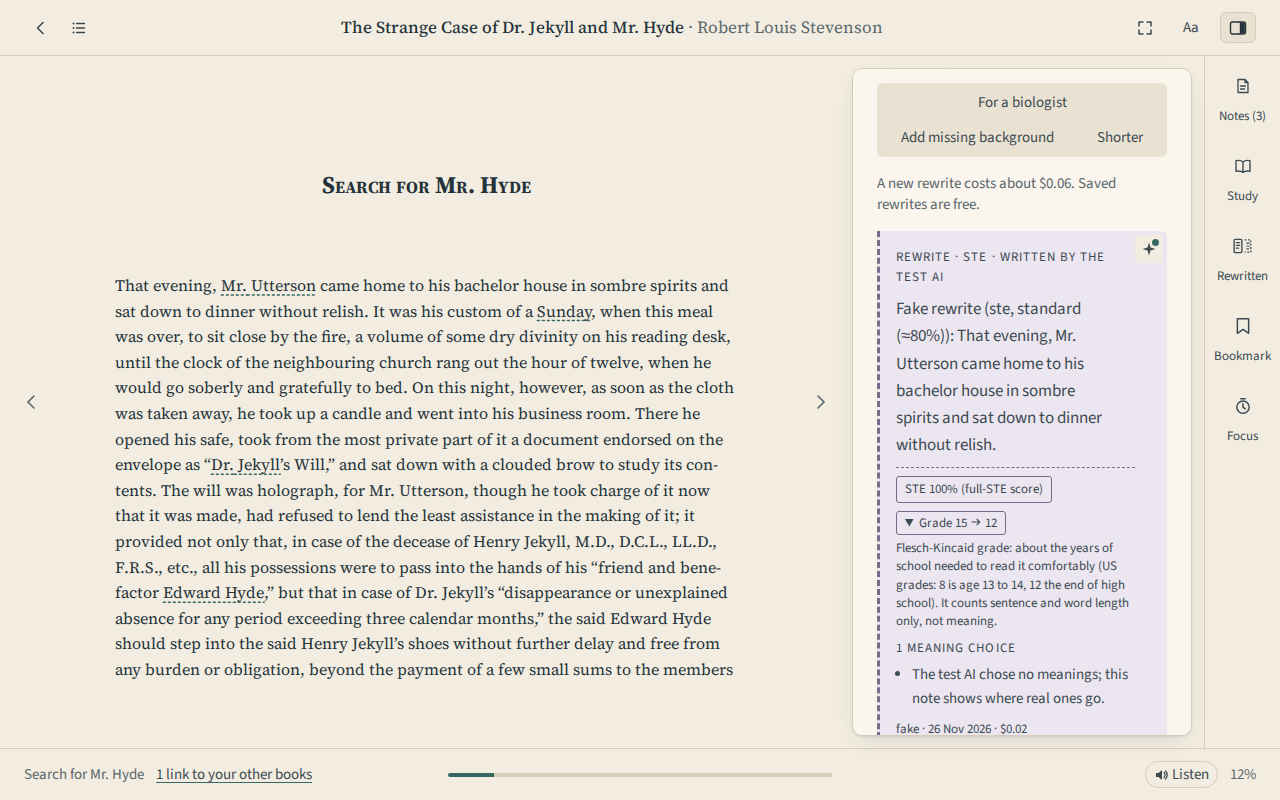 The Strange Case of Dr. Jekyll and Mr. Hyde · Robert Louis Stevenson
Aa
Search for Mr. Hyde
That evening, Mr. Utterson came home to his bachelor house in sombre spirits and
sat down to dinner without relish. It was his custom of a Sunday, when this meal
was over, to sit close by the fire, a volume of some dry divinity on his reading desk,
until the clock of the neighbouring church rang out the hour of twelve, when he
would go soberly and gratefully to bed. On this night, however, as soon as the cloth
was taken away, he took up a candle and went into his business room. There he
opened his safe, took from the most private part of it a document endorsed on the
envelope as “Dr. Jekyll’s Will,” and sat down with a clouded brow to study its con-
tents. The will was holograph, for Mr. Utterson, though he took charge of it now
that it was made, had refused to lend the least assistance in the making of it; it
provided not only that, in case of the decease of Henry Jekyll, M.D., D.C.L., LL.D.,
F.R.S., etc., all his possessions were to pass into the hands of his “friend and bene-
factor Edward Hyde,” but that in case of Dr. Jekyll’s “disappearance or unexplained
absence for any period exceeding three calendar months,” the said Edward Hyde
should step into the said Henry Jekyll’s shoes without further delay and free from
any burden or obligation, beyond the payment of a few small sums to the members
For a biologist
Add missing background Shorter
A new rewrite costs about $0.06. Saved
rewrites are free.
REWRITE · STE · WRITTEN BY THE
TEST AI
Fake rewrite (ste, standard
(≈80%)): That evening, Mr.
Utterson came home to his
bachelor house in sombre
spirits and sat down to dinner
without relish.
STE 100% (full-STE score)
▼ Grade 15 → 12
Flesch-Kincaid grade: about the years of
school needed to read it comfortably (US
grades: 8 is age 13 to 14, 12 the end of high
school). It counts sentence and word length
only, not meaning.
1 MEANING CHOICE
• The test AI chose no meanings; this
note shows where real ones go.
fake · 26 Nov 2026 · $0.02
Notes (3)
Study
Rewritten
Bookmark
Focus
Search for Mr. Hyde 1 link to your other books
Listen 12%